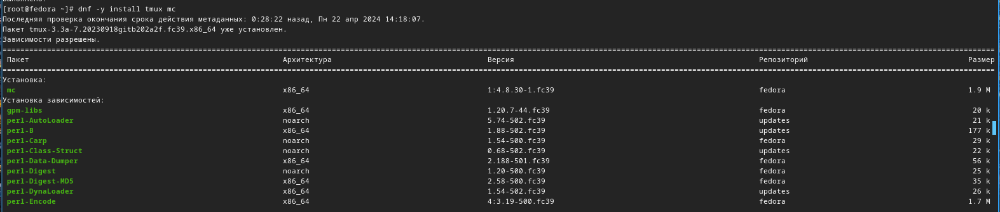 [root@fedora ~]# dnf -y install tmux mc
Последняя проверка окончания срока действия метаданных: 0:28:22 назад, Пн 22 апр 2024 14:18:07.
Пакет tmux-3.3a-7.20230918gitb202a2f.fc39.x86_64 уже установлен.
Зависимости разрешены.
================================================================================
Пакет Архитектура Версия Репозиторий Размер
================================================================================
Установка:
mc x86_64 1:4.8.30-1.fc39 fedora 1.9 M
Установка зависимостей:
gpm-libs x86_64 1.20.7-44.fc39 fedora 20 k
perl-AutoLoader noarch 5.74-502.fc39 updates 21 k
perl-B x86_64 1.88-502.fc39 updates 177 k
perl-Carp noarch 1.54-500.fc39 fedora 29 k
perl-Class-Struct noarch 0.68-502.fc39 updates 22 k
perl-Data-Dumper x86_64 2.188-501.fc39 fedora 56 k
perl-Digest noarch 1.20-500.fc39 fedora 25 k
perl-Digest-MD5 x86_64 2.58-500.fc39 fedora 35 k
perl-DynaLoader x86_64 1.54-502.fc39 updates 26 k
perl-Encode x86_64 4:3.19-500.fc39 fedora 1.7 M